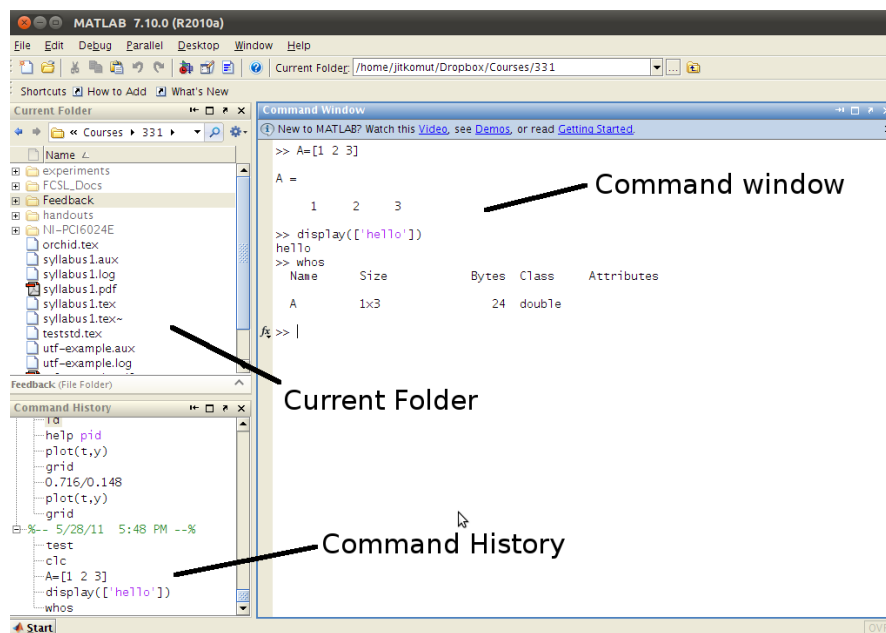 MATLAB 7.10.0 (R2010a)
File Edit Debug Parallel Desktop Window Help
Current Folder: /home/jitkomut/Dropbox/Courses/331
Shortcuts How to Add What's New
Current Folder
« Courses 331
Name
experiments
FCSL_Docs
Feedback
handouts
NI-PCI6024E
orchid.tex
syllabus1.aux
syllabus1.log
syllabus1.pdf
syllabus1.tex
syllabus1.tex~
teststd.tex
utf-example.aux
utf-example.log
Feedback (File Folder)
Command History
help pid
plot(t,y)
grid
0.716/0.148
plot(t,y)
grid
%-- 5/28/11 5:48 PM --%
test
clc
A=[1 2 3]
display(['hello'])
whos
Command Window
New to MATLAB? Watch this Video, see Demos, or read Getting Started.
>> A=[1 2 3]
A =
1 2 3
>> display(['hello'])
hello
>> whos
Name Size Bytes Class Attributes
A 1x3 24 double
fx >>
Command window
Current Folder
Command History
Start
OVR